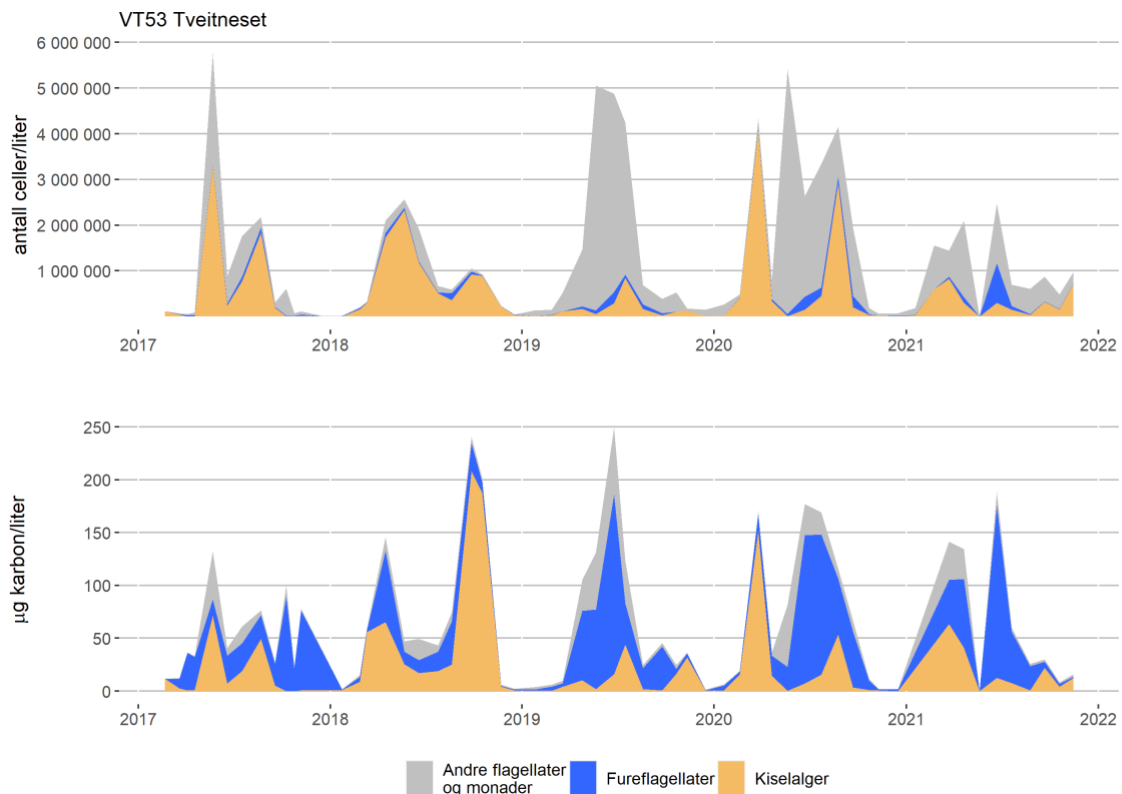 VT53 Tveitneset
antall celler/liter
6 000 000
5 000 000
4 000 000
3 000 000
2 000 000
1 000 000
2017 2018 2019 2020 2021 2022
µg karbon/liter
250
200
150
100
50
0
2017 2018 2019 2020 2021 2022
Andre flagellater
og monader
Fureflagellater
Kiselalger